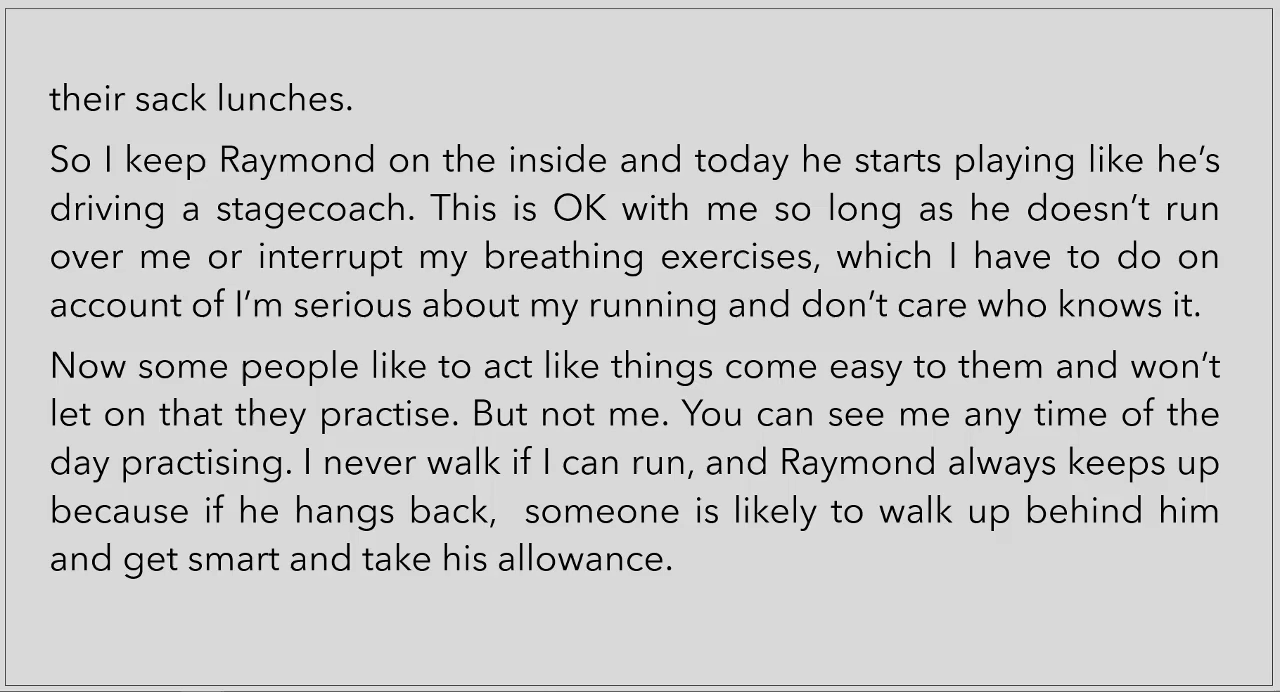 their sack lunches.
So I keep Raymond on the inside and today he starts playing like he’s
driving a stagecoach. This is OK with me so long as he doesn’t run
over me or interrupt my breathing exercises, which I have to do on
account of I’m serious about my running and don’t care who knows it.
Now some people like to act like things come easy to them and won’t
let on that they practise. But not me. You can see me any time of the
day practising. I never walk if I can run, and Raymond always keeps up
because if he hangs back,  someone is likely to walk up behind him
and get smart and take his allowance.